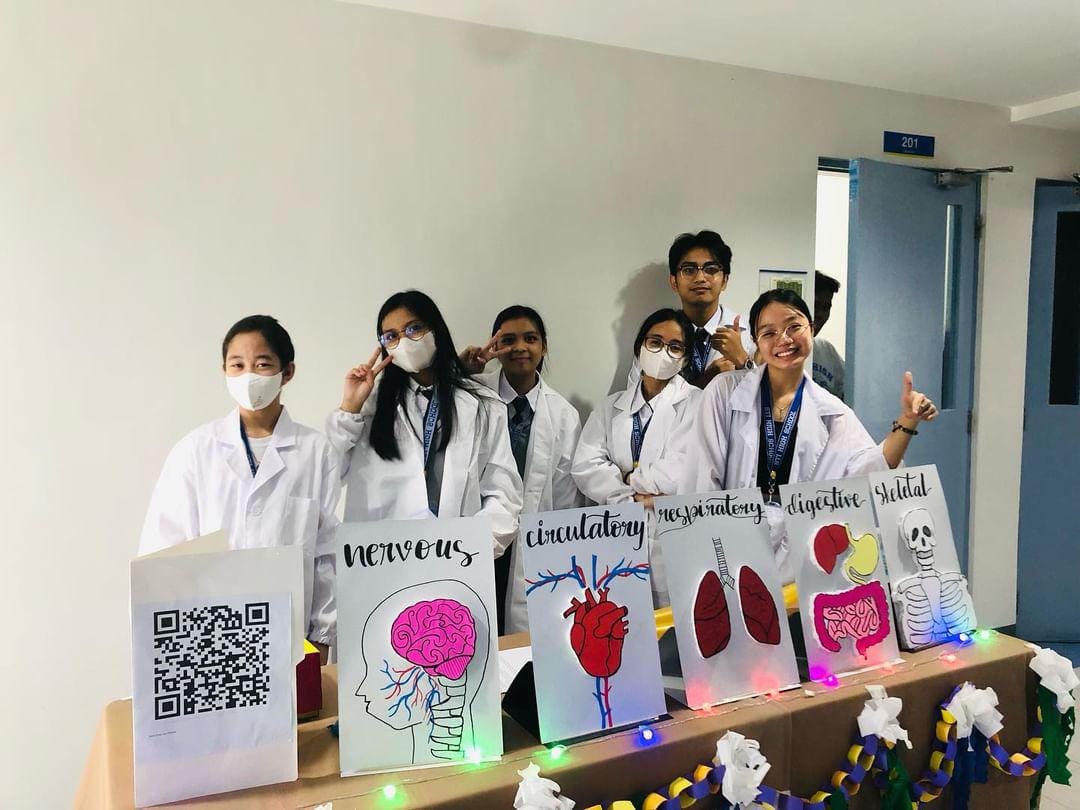 201
nervous
circulatory
respiratory
digestive
skeletal